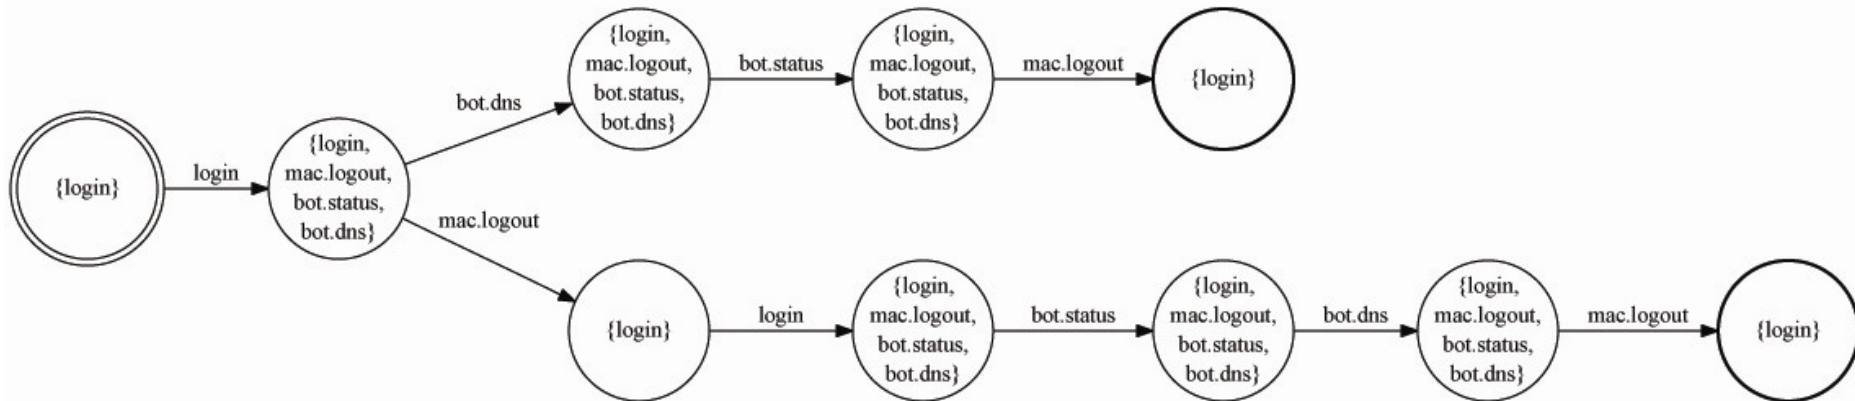 {login}
login
{login,
mac.logout,
bot.status,
bot.dns}
bot.dns
{login,
mac.logout,
bot.status,
bot.dns}
bot.status
{login,
mac.logout,
bot.status,
bot.dns}
mac.logout
{login}
mac.logout
{login}
login
{login,
mac.logout,
bot.status,
bot.dns}
bot.status
{login,
mac.logout,
bot.status,
bot.dns}
bot.dns
{login,
mac.logout,
bot.status,
bot.dns}
mac.logout
{login}